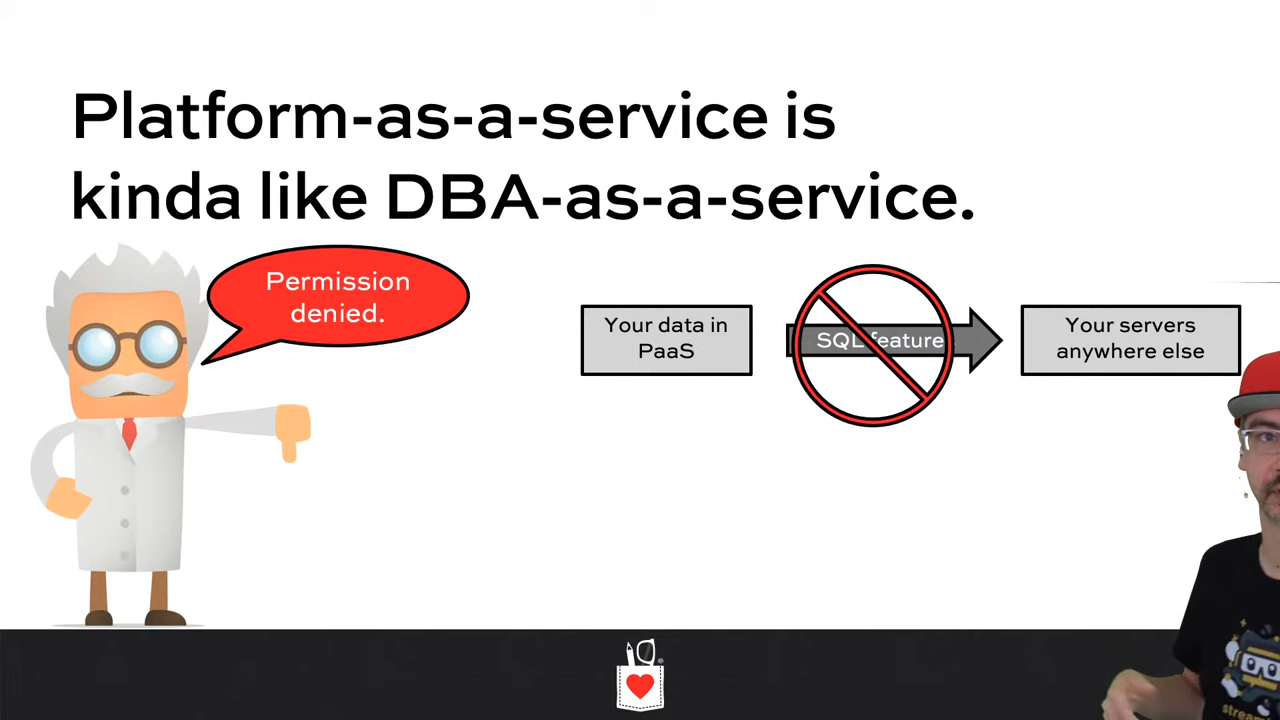 Platform-as-a-service is
kinda like DBA-as-a-service.
Permission
denied.
Your data in
PaaS
SQL feature
Your servers
anywhere else
®
stream